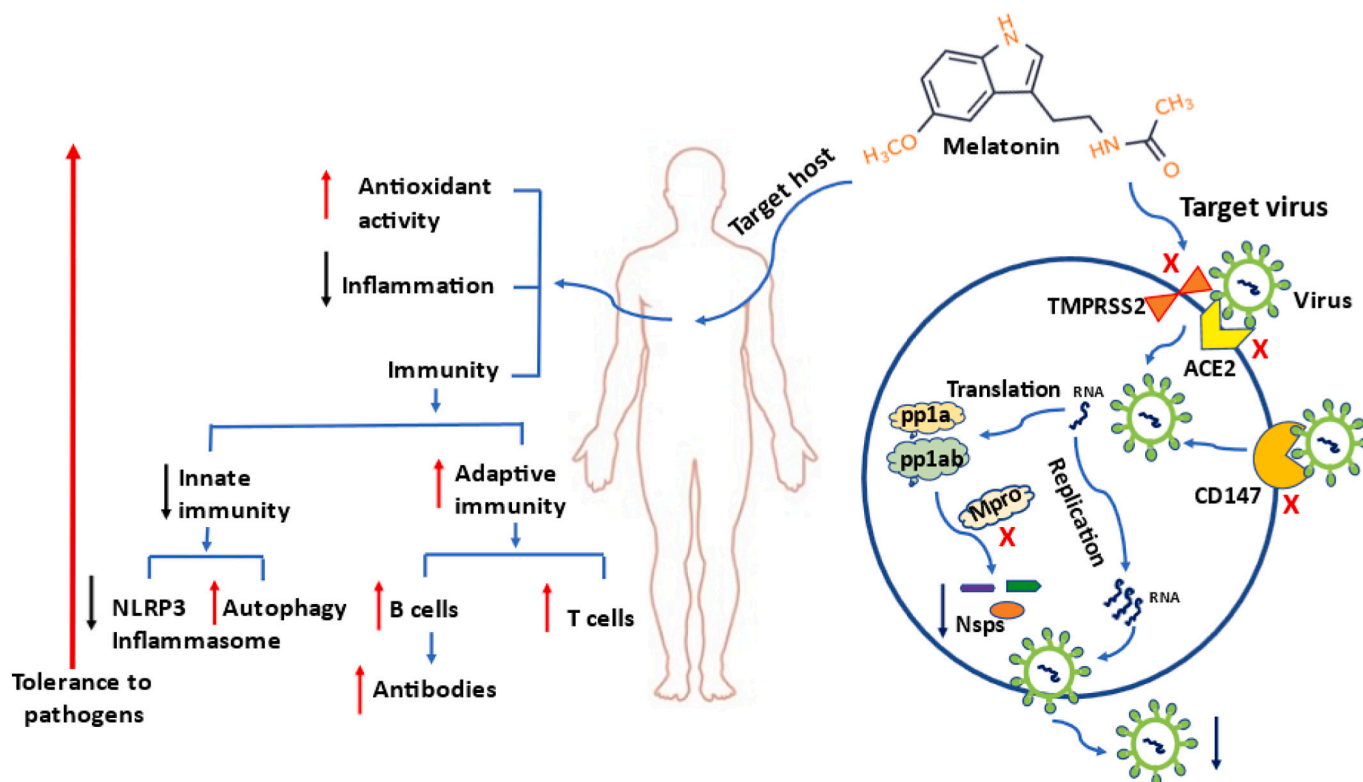 H
N
CH₃
H₃CO
Melatonin
HN
O
Target host
Target virus
Antioxidant
activity
Inflammation
Immunity
Innate
immunity
Adaptive
immunity
NLRP3
Inflammasome
Autophagy
B cells
T cells
Antibodies
Tolerance to
pathogens
X
TMPRSS2
Virus
ACE2
X
Translation
RNA
pp1a
pp1ab
Mpro
X
Replication
CD147
X
Nsps
RNA